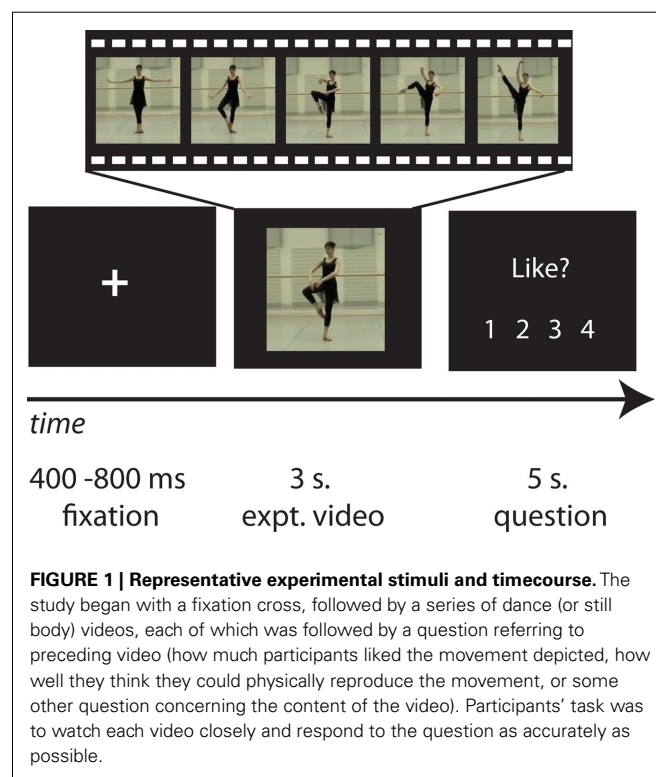 +
Like?
1 2 3 4
time
400 -800 ms
fixation
3 s.
expt. video
5 s.
question
FIGURE 1 | Representative experimental stimuli and timecourse. The
study began with a fixation cross, followed by a series of dance (or still
body) videos, each of which was followed by a question referring to
preceding video (how much participants liked the movement depicted, how
well they think they could physically reproduce the movement, or some
other question concerning the content of the video). Participants' task was
to watch each video closely and respond to the question as accurately as
possible.